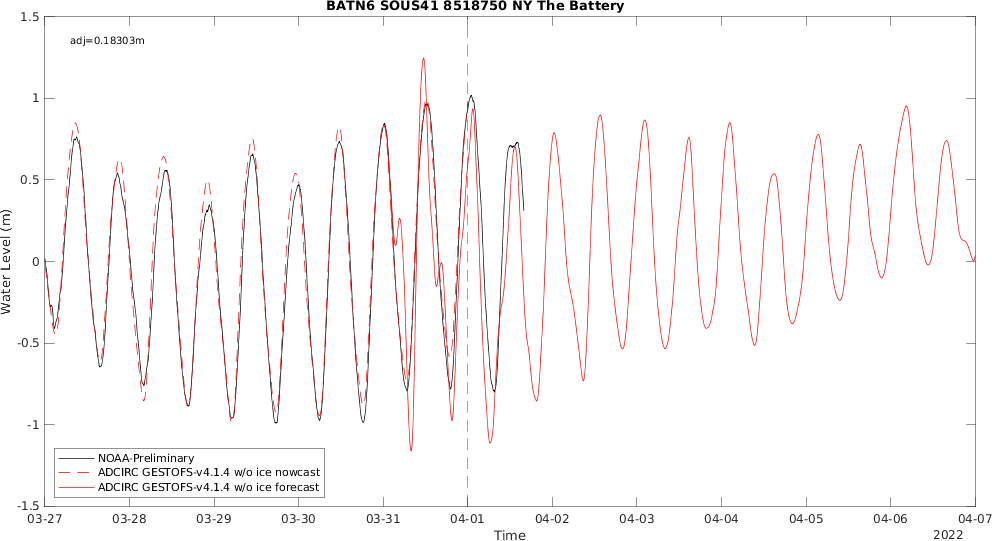 BATN6 SOUS41 8518750 NY The Battery
adj=0.18303m
1.5
1
0.5
0
-0.5
-1
-1.5
Water Level (m)
NOAA-Preliminary
ADCIRC GESTOFS-v4.1.4 w/o ice nowcast
ADCIRC GESTOFS-v4.1.4 w/o ice forecast
03-27 03-28 03-29 03-30 03-31 04-01 04-02 04-03 04-04 04-05 04-06 04-07
Time
2022